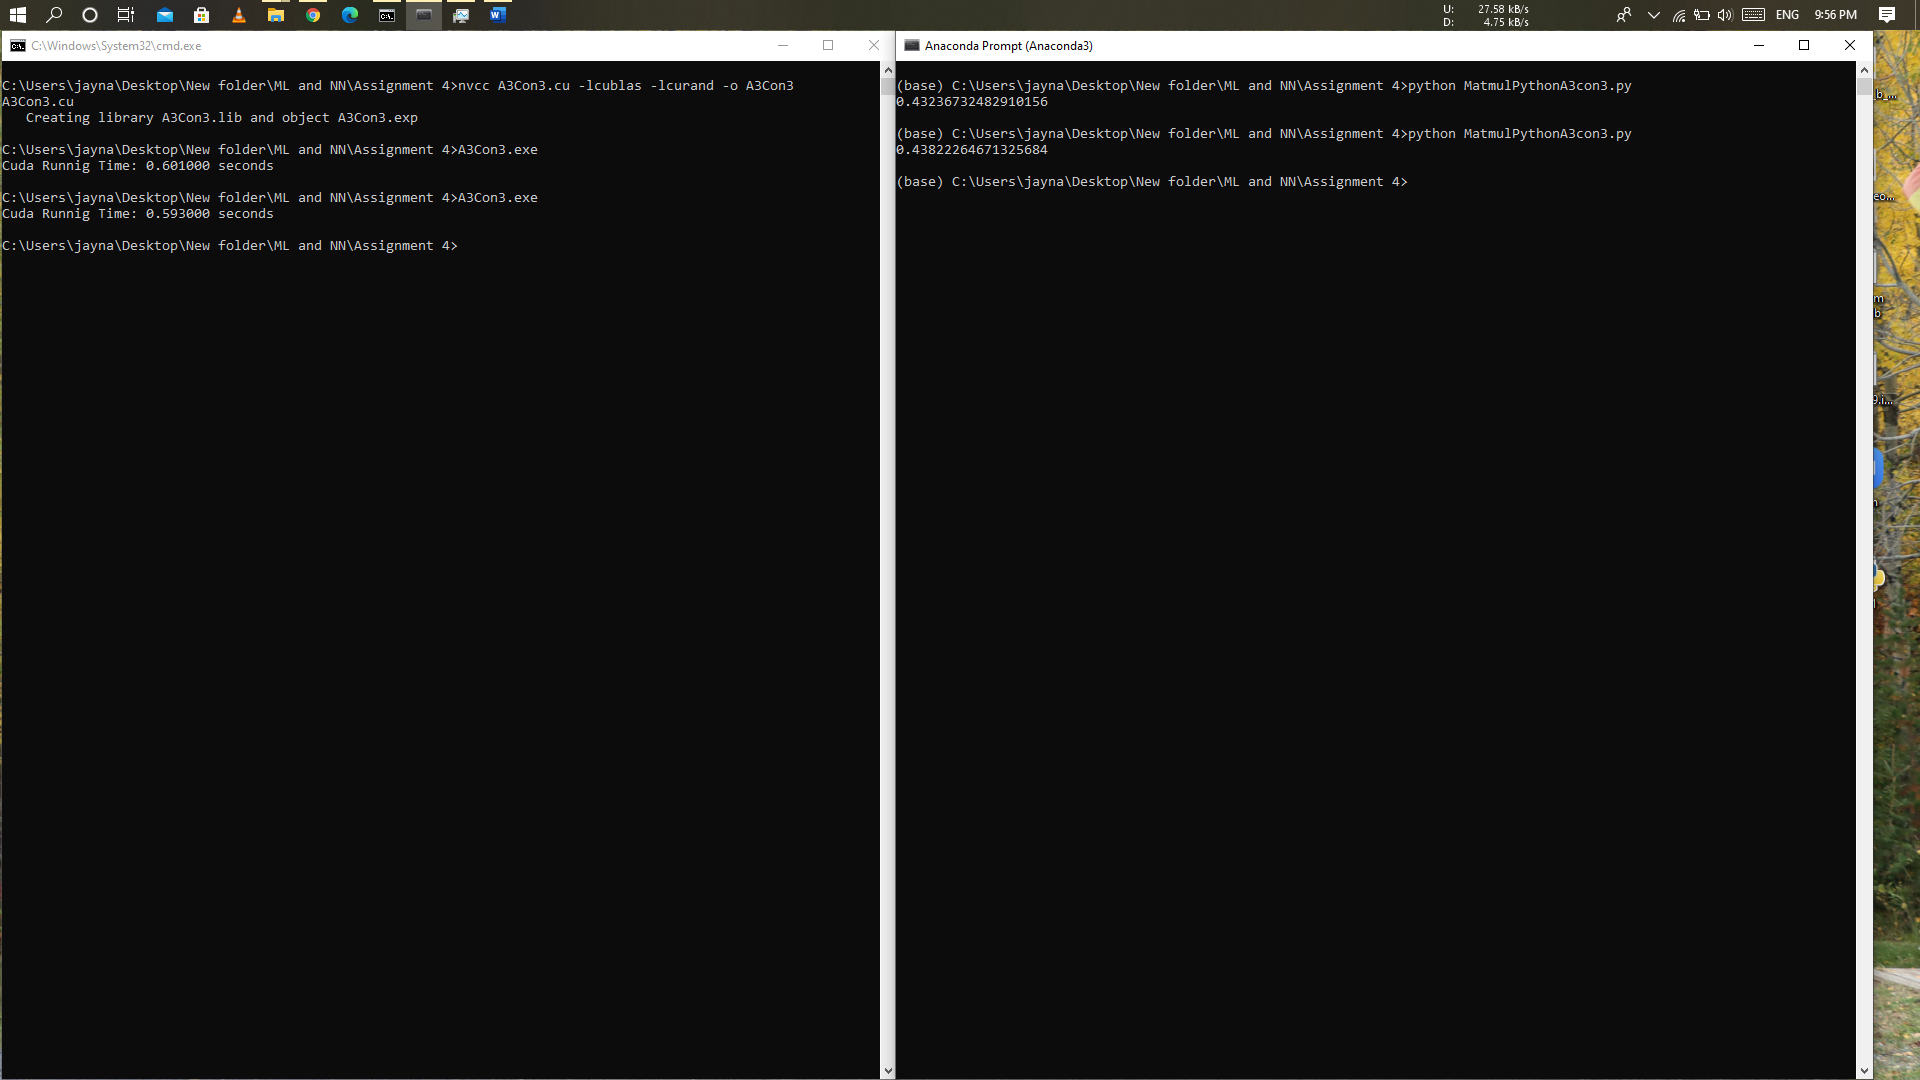 U: 27.58 kB/s
D: 4.75 kB/s
ENG 9:56 PM
C:\Windows\System32\cmd.exe
C:\Users\jayna\Desktop\New folder\ML and NN\Assignment 4>nvcc A3Con3.cu -lcublas -lcurand -o A3Con3
A3Con3.cu
Creating library A3Con3.lib and object A3Con3.exp
C:\Users\jayna\Desktop\New folder\ML and NN\Assignment 4>A3Con3.exe
Cuda Runnig Time: 0.601000 seconds
C:\Users\jayna\Desktop\New folder\ML and NN\Assignment 4>A3Con3.exe
Cuda Runnig Time: 0.593000 seconds
C:\Users\jayna\Desktop\New folder\ML and NN\Assignment 4>
Anaconda Prompt (Anaconda3)
(base) C:\Users\jayna\Desktop\New folder\ML and NN\Assignment 4>python MatmulPythonA3con3.py
0.43236732482910156
(base) C:\Users\jayna\Desktop\New folder\ML and NN\Assignment 4>python MatmulPythonA3con3.py
0.43822264671325684
(base) C:\Users\jayna\Desktop\New folder\ML and NN\Assignment 4>